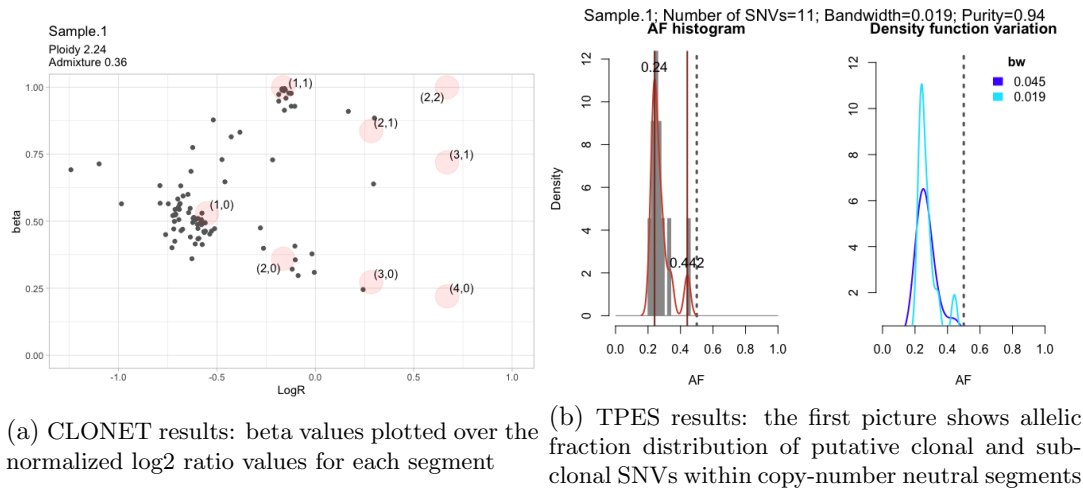 Sample.1
Ploidy 2.24
Admixture 0.36
1.00
0.75
0.50
0.25
0.00
beta
(1,1)
(2,2)
(2,1)
(3,1)
(1,0)
(2,0)
(3,0)
(4,0)
-1.0
-0.5
0.0
0.5
1.0
LogR
(a) CLONET results: beta values plotted over the
normalized log2 ratio values for each segment
Sample.1; Number of SNVs=11; Bandwidth=0.019; Purity=0.94
AF histogram
12
10
8
6
4
2
0
Density
0.24
0.442
0.0
0.2
0.4
0.6
0.8
1.0
AF
Density function variation
bw
0.045
0.019
12
10
8
6
4
2
0.0
0.2
0.4
0.6
0.8
1.0
AF
(b) TPES results: the first picture shows allelic
fraction distribution of putative clonal and sub-
clonal SNVs within copy-number neutral segments